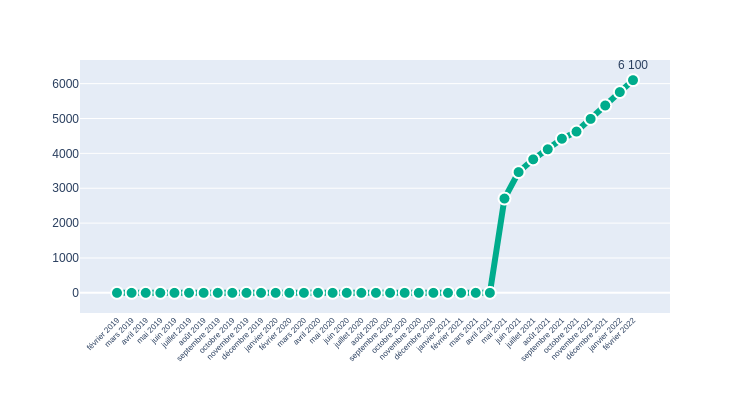 6 100
6000
5000
4000
3000
2000
1000
0
février 2019
mars 2019
avril 2019
mai 2019
juin 2019
juillet 2019
août 2019
septembre 2019
octobre 2019
novembre 2019
décembre 2019
janvier 2020
février 2020
mars 2020
avril 2020
mai 2020
juin 2020
juillet 2020
août 2020
septembre 2020
octobre 2020
novembre 2020
décembre 2020
janvier 2021
février 2021
mars 2021
avril 2021
mai 2021
juin 2021
juillet 2021
août 2021
septembre 2021
octobre 2021
novembre 2021
décembre 2021
janvier 2022
février 2022